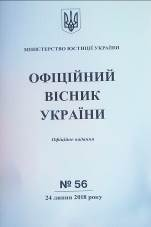 МІНІСТЕРСТВО ЮСТИЦІЇ УКРАЇНИ
ОФІЦІЙНИЙ
ВІСНИК
УКРАЇНИ
Офіційне видання
№ 56
24 липня 2018 року